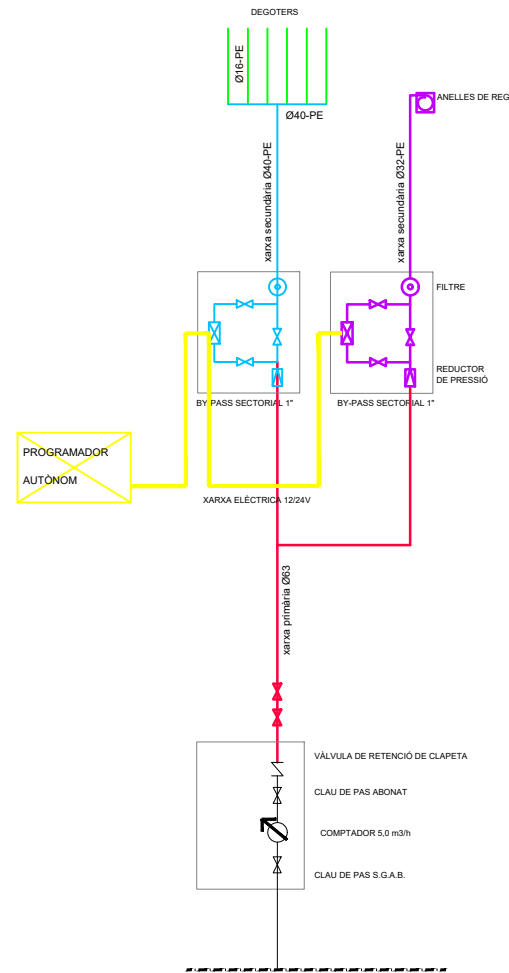 DEGOTERS
Ø16-PE
ANELLES DE REG
Ø40-PE
xarxa secundària Ø40-PE
xarxa secundària Ø32-PE
FILTRE
REDUCTOR
DE PRESSIÓ
BY-PASS SECTORIAL 1"
BY-PASS SECTORIAL 1"
PROGRAMADOR
AUTÒNOM
XARXA ELÈCTRICA 12/24V
xarxa primària Ø63
VÀLVULA DE RETENCIÓ DE CLAPETA
CLAU DE PAS ABONAT
COMPTADOR 5,0 m3/h
CLAU DE PAS S.G.A.B.